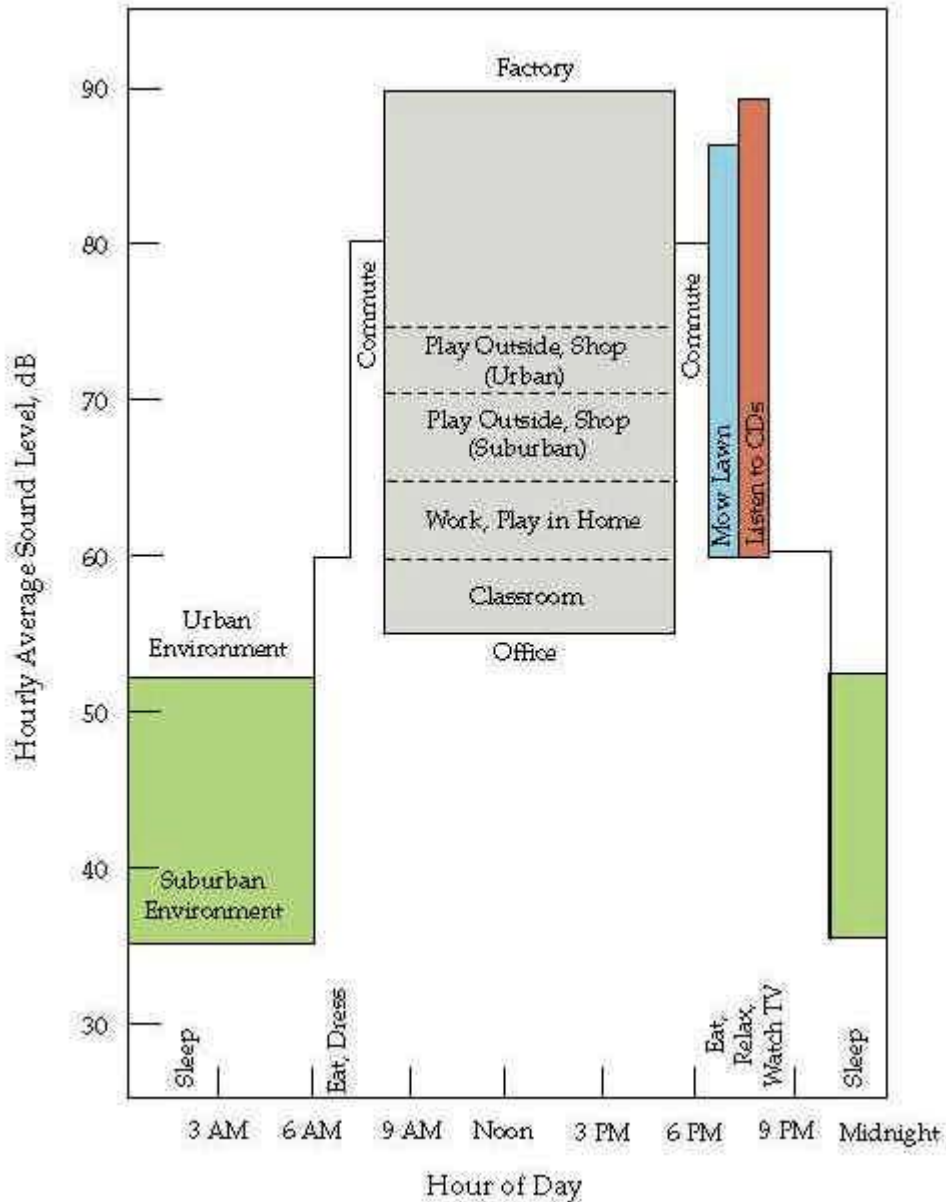 Hourly Average Sound Level, dB
90
80
70
60
50
40
30
Factory
Commute
Play Outside, Shop
(Urban)
Play Outside, Shop
(Suburban)
Work, Play in Home
Classroom
Office
Commute
Mow Lawn
Listen to CDs
Urban
Environment
Suburban
Environment
Sleep
Eat, Dress
Eat,
Relax,
Watch TV
Sleep
3 AM
6 AM
9 AM
Noon
3 PM
6 PM
9 PM
Midnight
Hour of Day